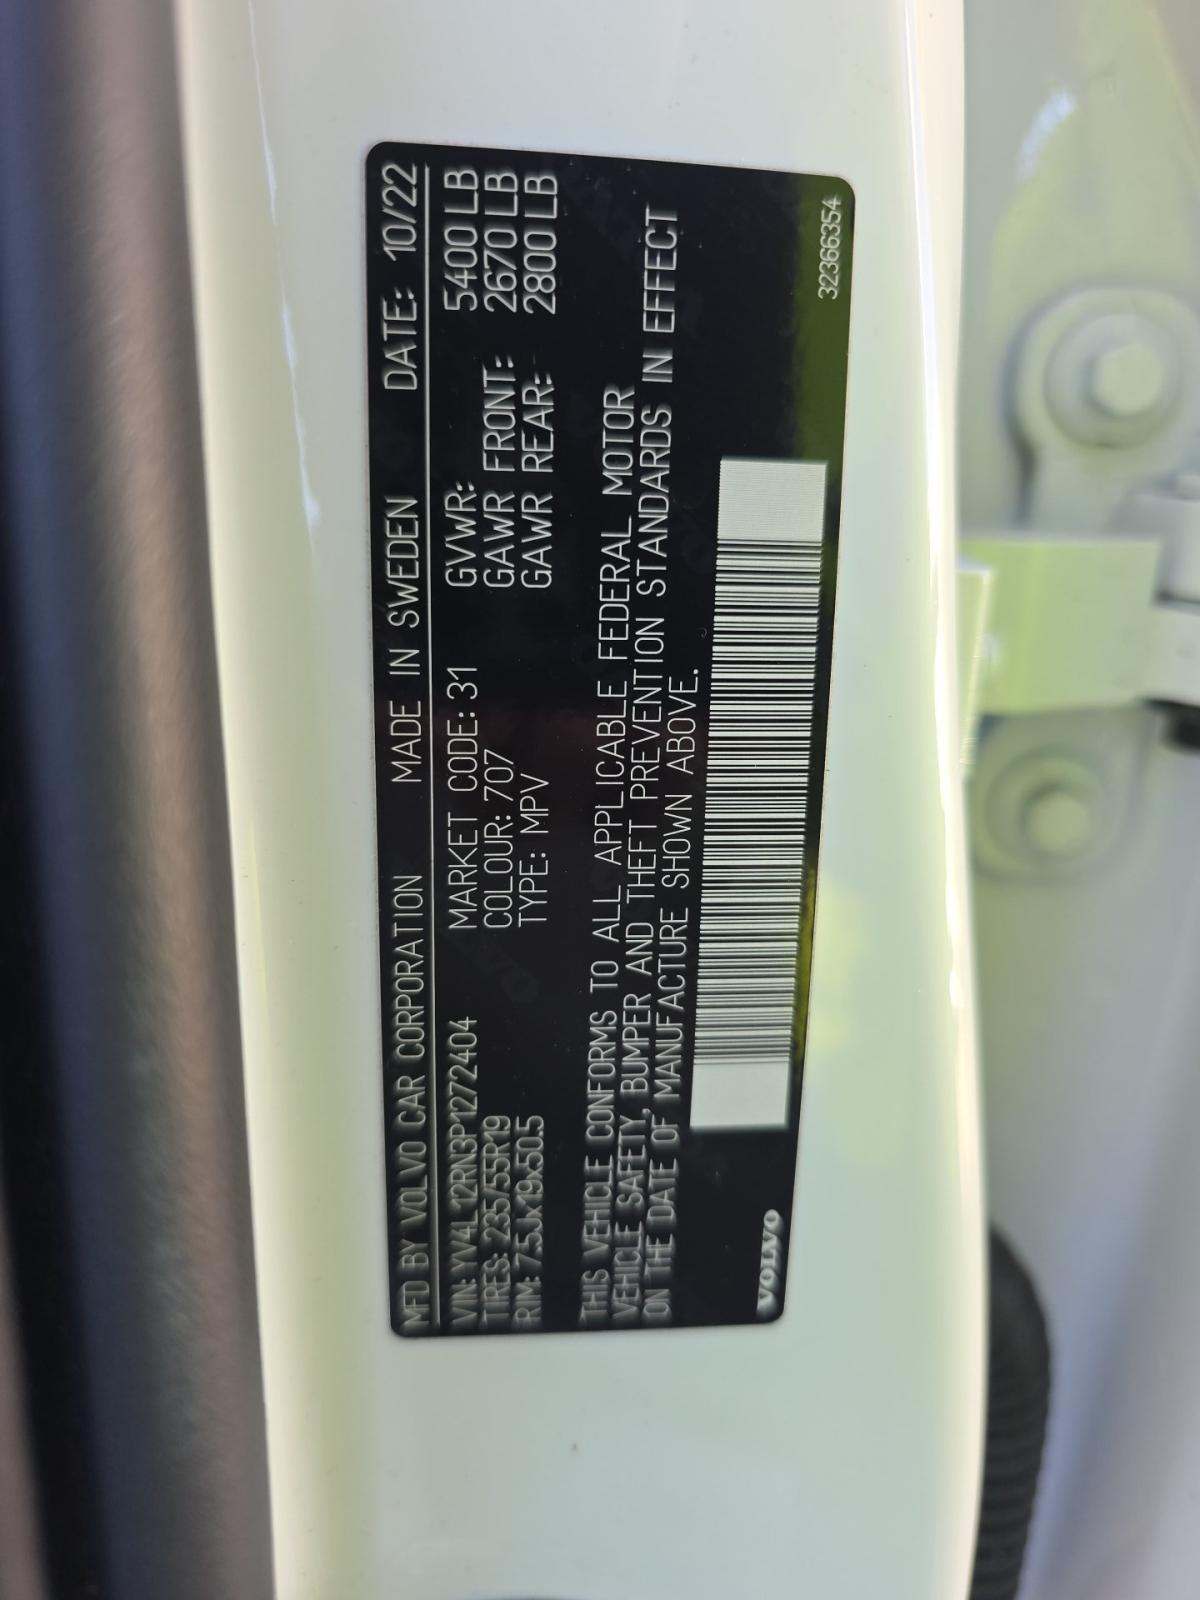 MFD BY VOLVO CAR CORPORATION MADE IN SWEDEN DATE: 10/22
VIN: YV4L12RN3P1272404 MARKET CODE: 31 GVWR: 5400 LB
TIRES: 235/55R19 COLOUR: 707 GAWR FRONT: 2670 LB
RIM: 7.5Jx19x50.5 TYPE: MPV GAWR REAR: 2800 LB
THIS VEHICLE CONFORMS TO ALL APPLICABLE FEDERAL MOTOR
VEHICLE SAFETY, BUMPER AND THEFT PREVENTION STANDARDS IN EFFECT
ON THE DATE OF MANUFACTURE SHOWN ABOVE.
VOLVO 32366354